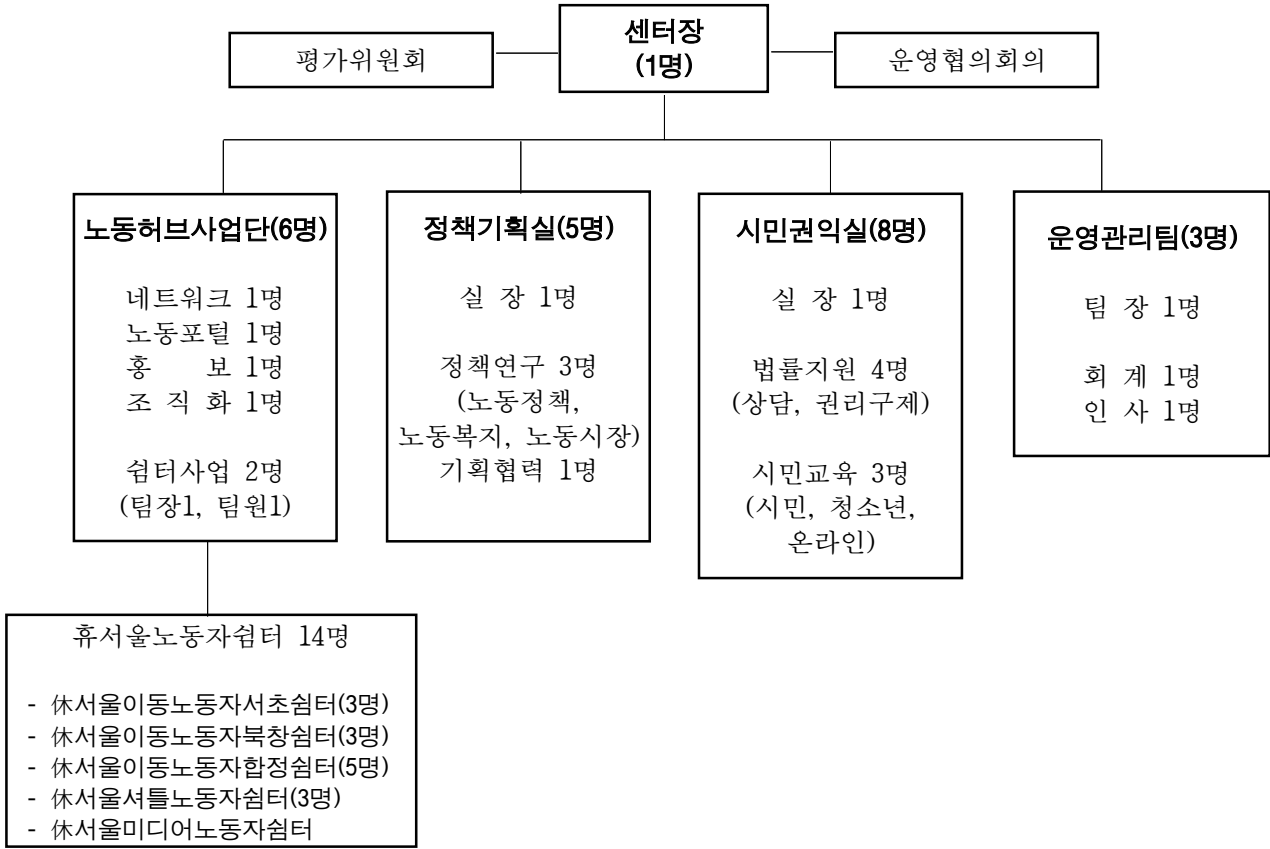 평가위원회
센터장
(1명)
운영협의회의
노동허브사업단(6명)
네트워크 1명
노동포털 1명
홍 보 1명
조 직 화 1명
쉼터사업 2명
(팀장1, 팀원1)
정책기획실(5명)
실 장 1명
정책연구 3명
(노동정책,
노동복지, 노동시장)
기획협력 1명
시민권익실(8명)
실 장 1명
법률지원 4명
(상담, 권리구제)
시민교육 3명
(시민, 청소년,
온라인)
운영관리팀(3명)
팀 장 1명
회 계 1명
인 사 1명
휴서울노동자쉼터 14명
- 休서울이동노동자서초쉼터(3명)
- 休서울이동노동자북창쉼터(3명)
- 休서울이동노동자합정쉼터(5명)
- 休서울셔틀노동자쉼터(3명)
- 休서울미디어노동자쉼터